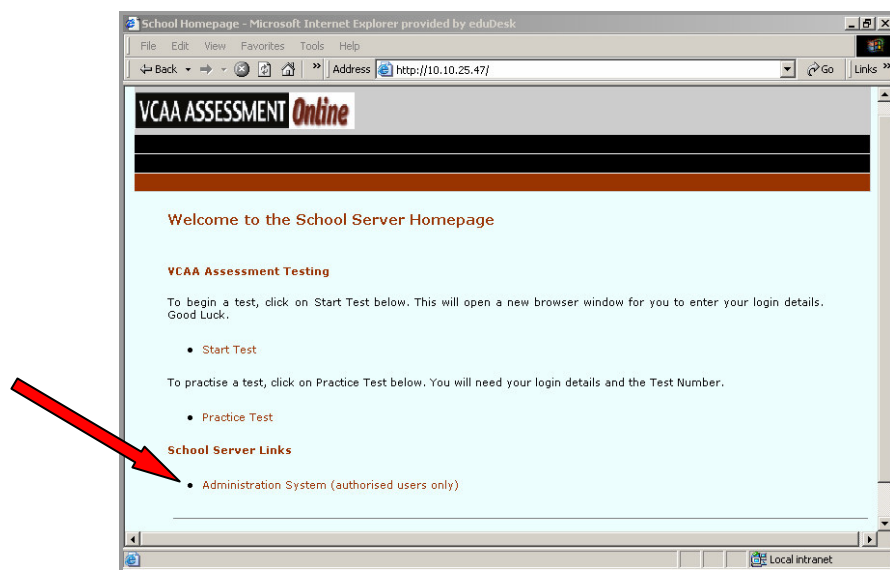 School Homepage - Microsoft Internet Explorer provided by eduDesk
File Edit View Favorites Tools Help
Back » Address http://10.10.25.47/ Go Links »
VCAA ASSESSMENT Online
Welcome to the School Server Homepage
VCAA Assessment Testing
To begin a test, click on Start Test below. This will open a new browser window for you to enter your login details.
Good Luck.
• Start Test
To practise a test, click on Practice Test below. You will need your login details and the Test Number.
• Practice Test
School Server Links
• Administration System (authorised users only)
Local intranet